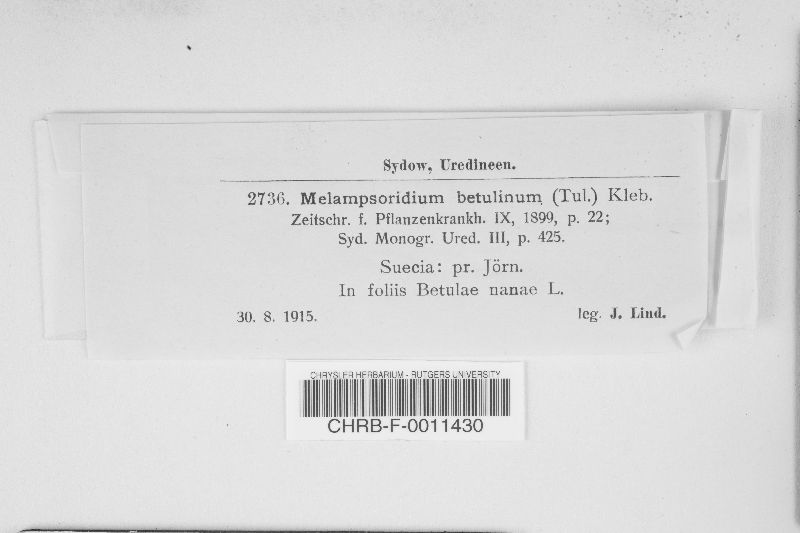 Sydow, Uredineen.
2736. Melampsoridium betulinum (Tul.) Kleb.
Zeitschr. f. Pflanzenkrankh. IX, 1899, p. 22;
Syd. Monogr. Ured. III, p. 425.
Suecia: pr. Jörn.
In foliis Betulae nanae L.
30. 8. 1915. leg. J. Lind.
CHRYSLER HERBARIUM - RUTGERS UNIVERSITY
CHRB-F-0011430